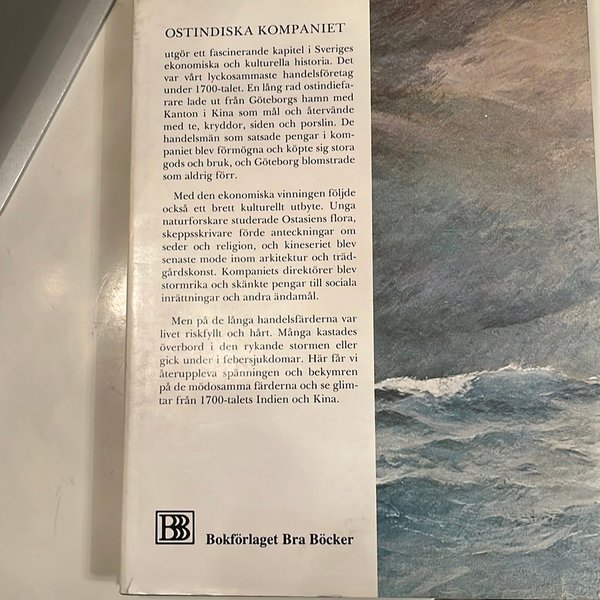 OSTINDISKA KOMPANIET
utgör ett fascinerande kapitel i Sveriges
ekonomiska och kulturella historia. Det
var vårt lyckosammaste handelsföretag
under 1700-talet. En lång rad ostindiefa-
rare lade ut från Göteborgs hamn med
Kanton i Kina som mål och återvände
med te, kryddor, siden och porslin. De
handelsmän som satsade pengar i kom-
paniet blev förmögna och köpte sig stora
gods och bruk, och Göteborg blomstrade
som aldrig förr.
Med den ekonomiska vinningen följde
också ett brett kulturellt utbyte. Unga
naturforskare studerade Ostasiens flora,
skeppsskrivare förde anteckningar om
seder och religion, och kineseriet blev
senaste mode inom arkitektur och träd-
gårdskonst. Kompaniets direktörer blev
stormrika och skänkte pengar till sociala
inrättningar och andra ändamål.
Men på de långa handelsfärderna var
livet riskfyllt och hårt. Många kastades
överbord i den rykande stormen eller
gick under i febersjukdomar. Här får vi
återuppleva spänningen och bekymren
på de mödosamma färderna och se glim-
tar från 1700-talets Indien och Kina.
BBB Bokförlaget Bra Böcker